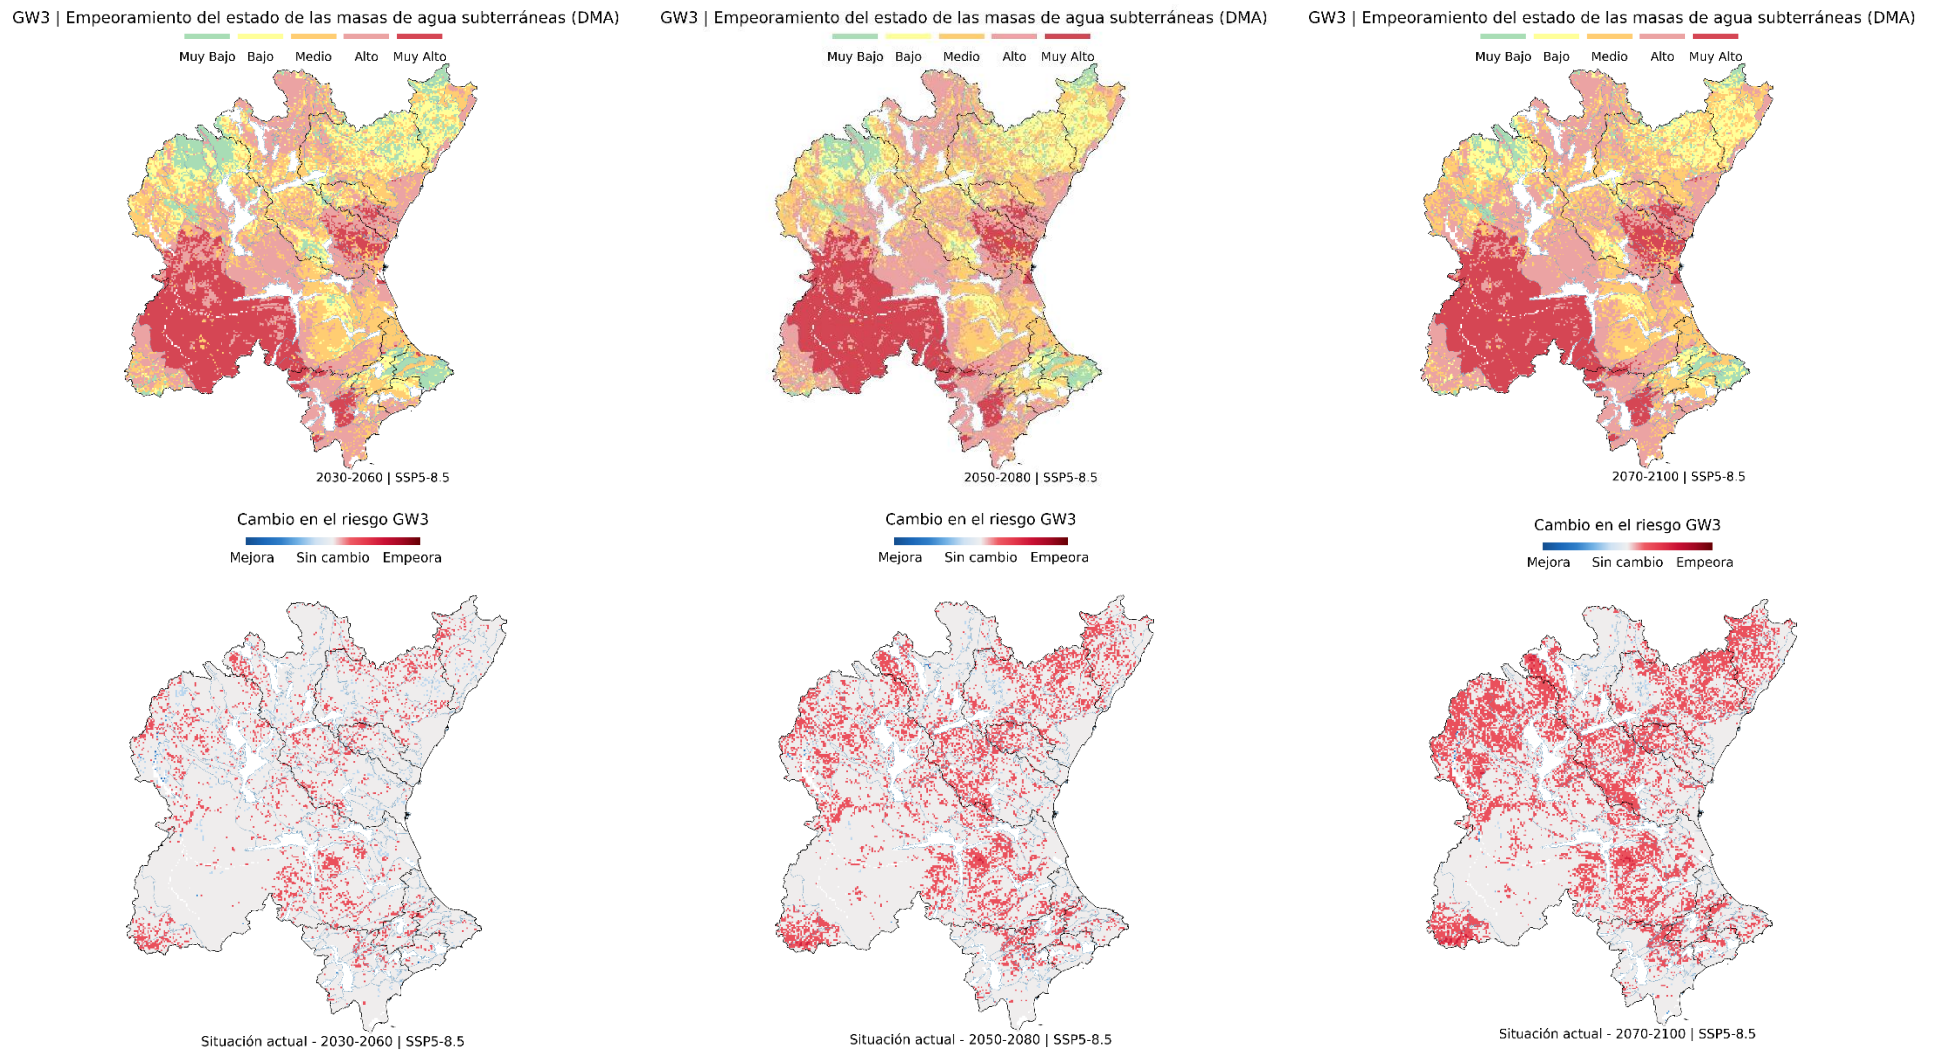 GW3 | Empeoramiento del estado de las masas de agua subterráneas (DMA)
Muy Bajo Bajo Medio Alto Muy Alto
2030-2060 | SSP5-8.5
GW3 | Empeoramiento del estado de las masas de agua subterráneas (DMA)
Muy Bajo Bajo Medio Alto Muy Alto
2050-2080 | SSP5-8.5
GW3 | Empeoramiento del estado de las masas de agua subterráneas (DMA)
Muy Bajo Bajo Medio Alto Muy Alto
2070-2100 | SSP5-8.5
Cambio en el riesgo GW3
Mejora Sin cambio Empeora
Situación actual - 2030-2060 | SSP5-8.5
Cambio en el riesgo GW3
Mejora Sin cambio Empeora
Situación actual - 2050-2080 | SSP5-8.5
Cambio en el riesgo GW3
Mejora Sin cambio Empeora
Situación actual - 2070-2100 | SSP5-8.5